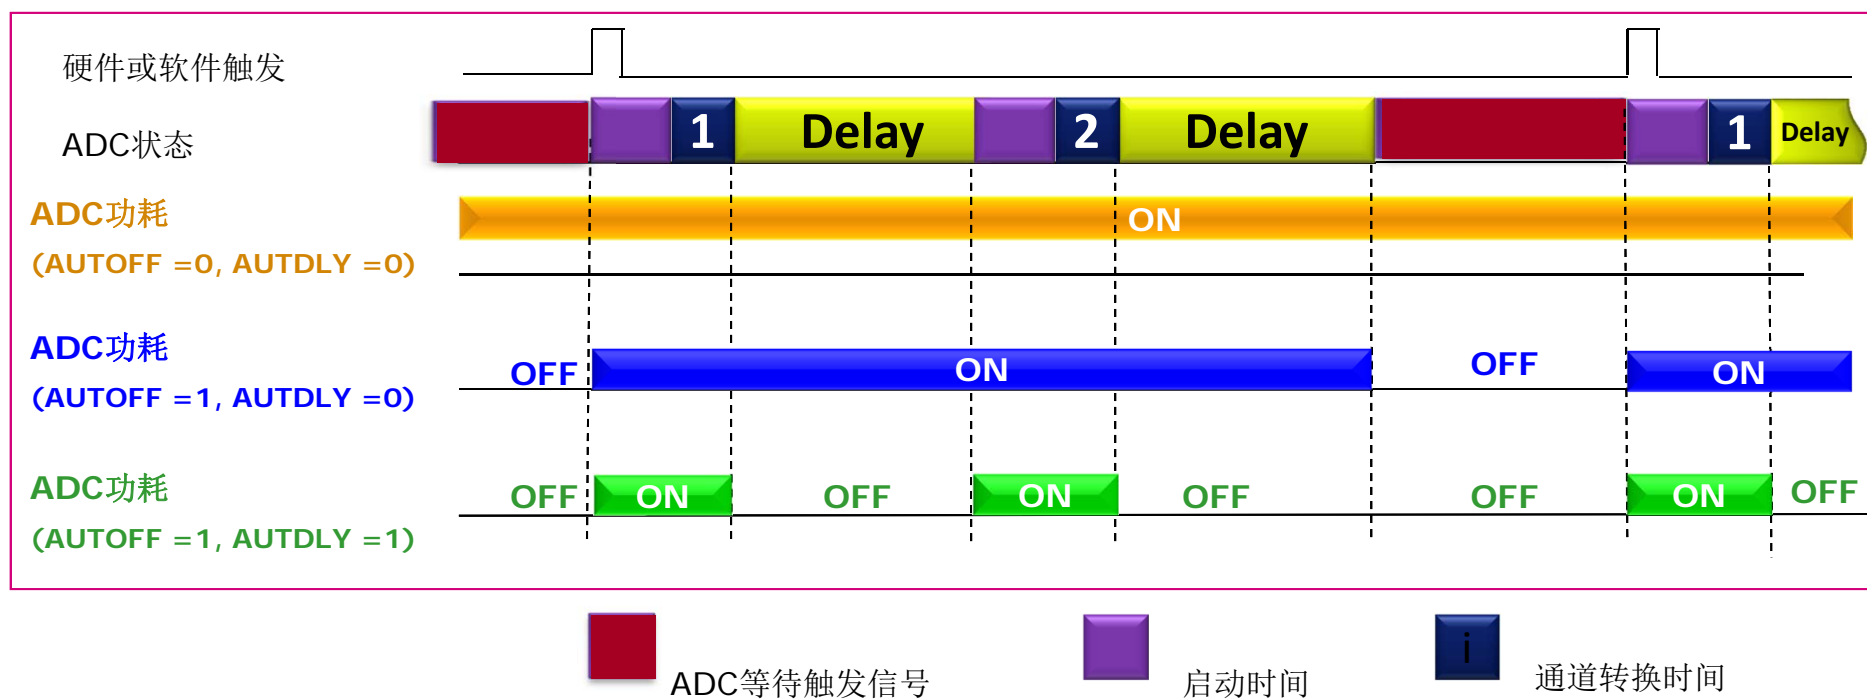 硬件或软件触发
ADC状态
1 Delay 2 Delay 1 Delay
ADC功耗
(AUTOFF =0, AUTDLY =0)
ON
ADC功耗
(AUTOFF =1, AUTDLY =0)
OFF ON OFF ON
ADC功耗
(AUTOFF =1, AUTDLY =1)
OFF ON OFF ON OFF OFF ON OFF
ADC等待触发信号
启动时间
i
通道转换时间